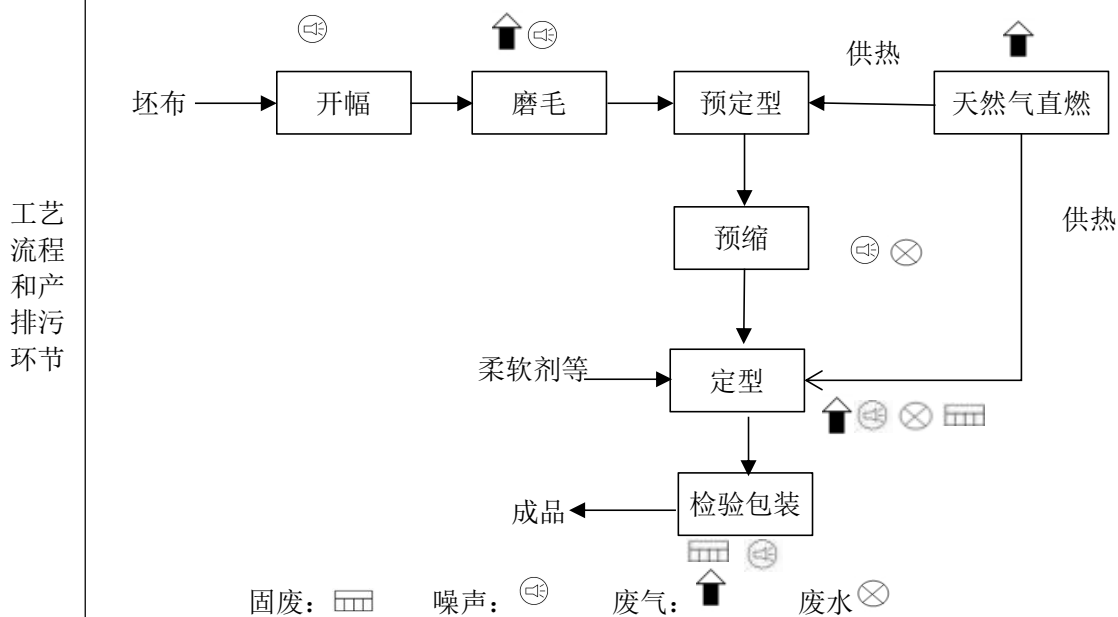 供热
坯布
开幅
磨毛
预定型
天然气直燃
工艺
流程
和产
排污
环节
供热
预缩
柔软剂等
定型
成品
检验包装
固废：
噪声：
废气：
废水